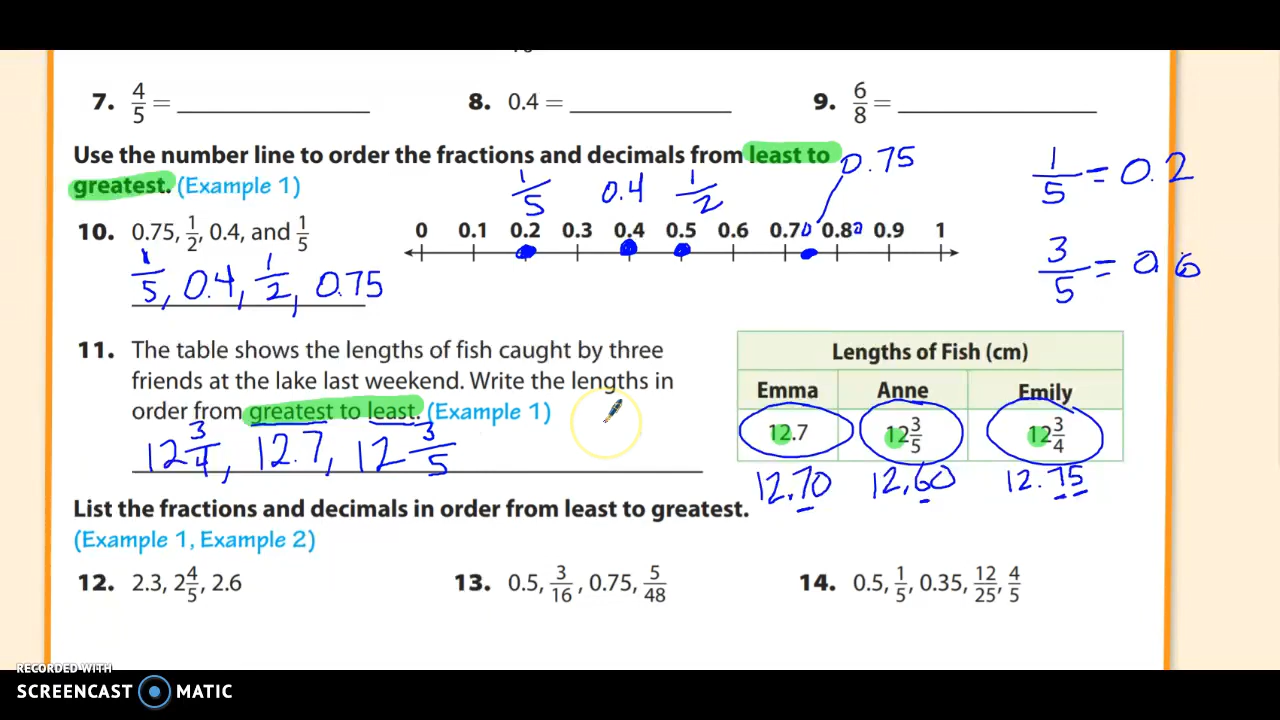 7. 4/5 = ____________ 8. 0.4 = ____________ 9. 6/8 = ____________
Use the number line to order the fractions and decimals from least to
greatest. (Example 1)
0.75
1/5 0.4 1/2
1/5 = 0.2
10. 0.75, 1/2, 0.4, and 1/5
0 0.1 0.2 0.3 0.4 0.5 0.6 0.70 0.80 0.9 1
3/5 = 0.6
1/5, 0.4, 1/2, 0.75
11. The table shows the lengths of fish caught by three
friends at the lake last weekend. Write the lengths in
order from greatest to least. (Example 1)
12 3/4, 12.7, 12 3/5
Lengths of Fish (cm)
Emma Anne Emily
12.7 12 3/5 12 3/4
12.70 12.60 12.75
List the fractions and decimals in order from least to greatest.
(Example 1, Example 2)
12. 2.3, 2 4/5, 2.6 13. 0.5, 3/16, 0.75, 5/48 14. 0.5, 1/5, 0.35, 12/25, 4/5
RECORDED WITH
SCREENCAST MATIC